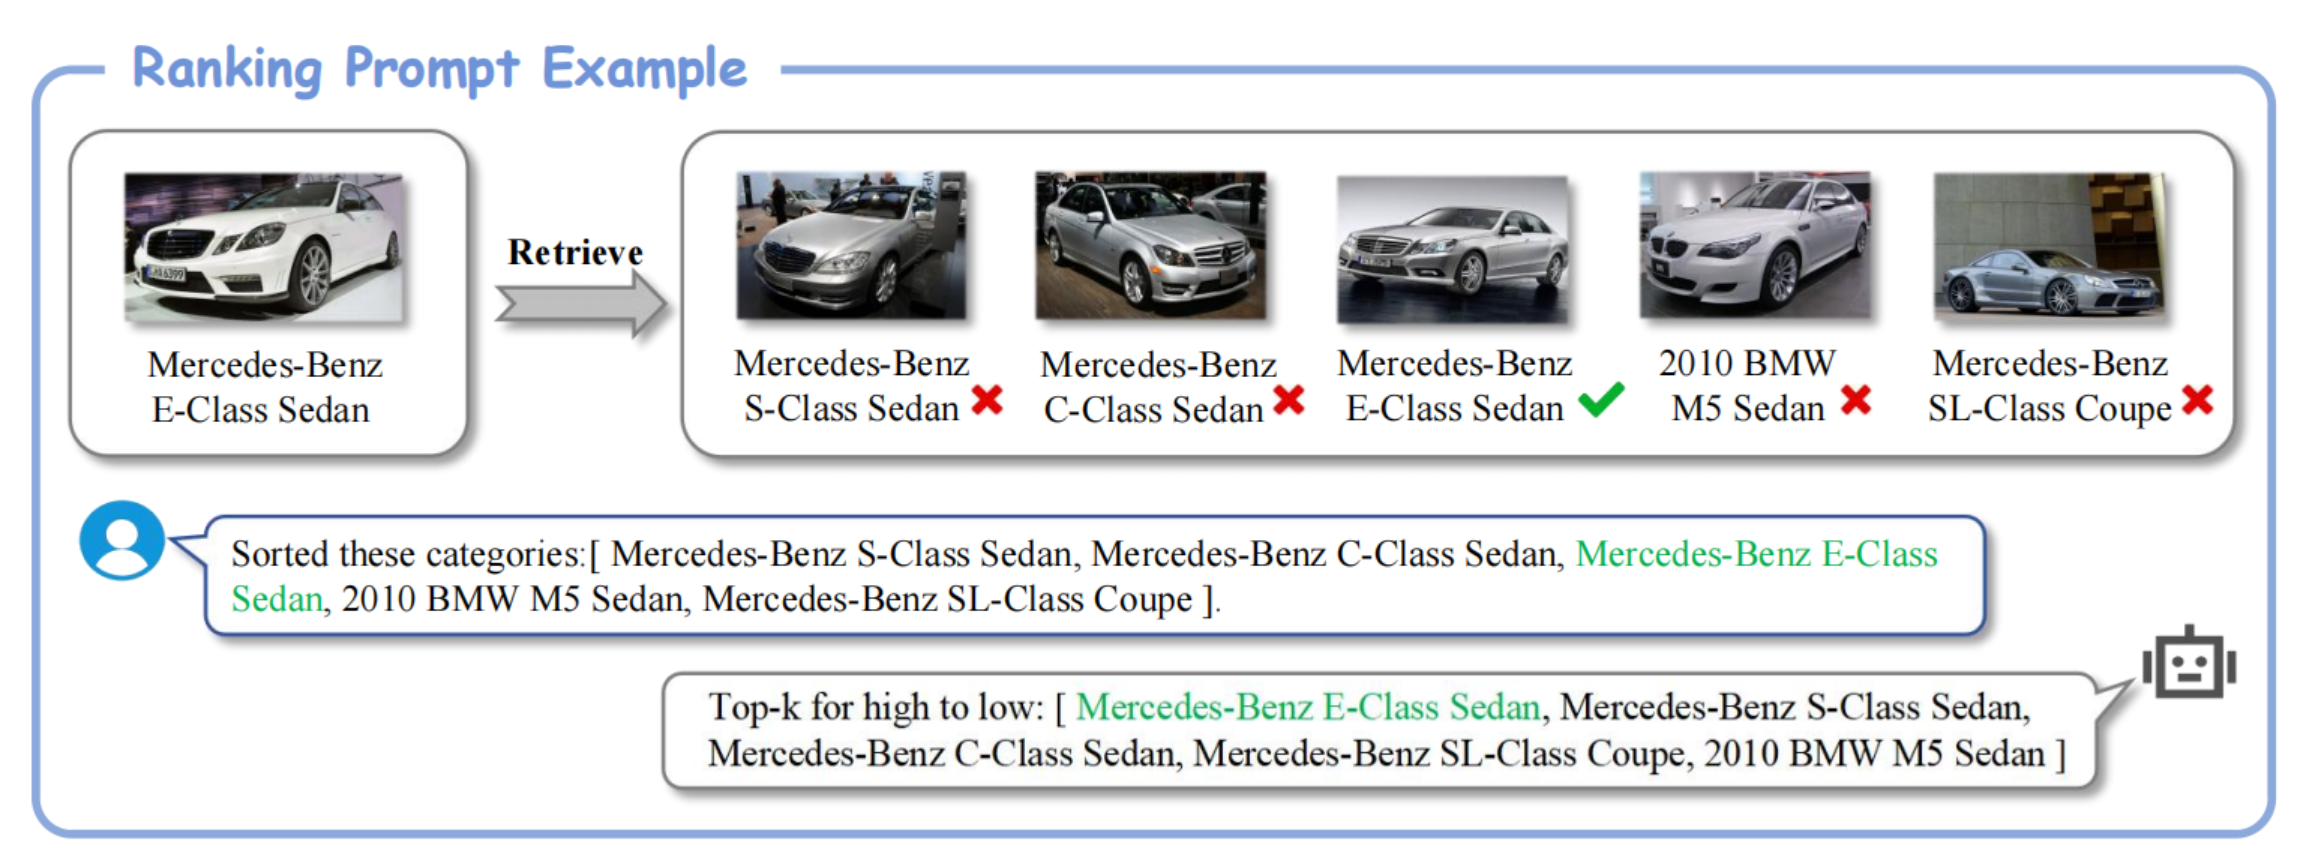 Ranking Prompt Example
Mercedes-Benz
E-Class Sedan
Retrieve
Mercedes-Benz
S-Class Sedan
Mercedes-Benz
C-Class Sedan
Mercedes-Benz
E-Class Sedan
2010 BMW
M5 Sedan
Mercedes-Benz
SL-Class Coupe
Sorted these categories:[ Mercedes-Benz S-Class Sedan, Mercedes-Benz C-Class Sedan, Mercedes-Benz E-Class
Sedan, 2010 BMW M5 Sedan, Mercedes-Benz SL-Class Coupe ].
Top-k for high to low: [ Mercedes-Benz E-Class Sedan, Mercedes-Benz S-Class Sedan,
Mercedes-Benz C-Class Sedan, Mercedes-Benz SL-Class Coupe, 2010 BMW M5 Sedan ]